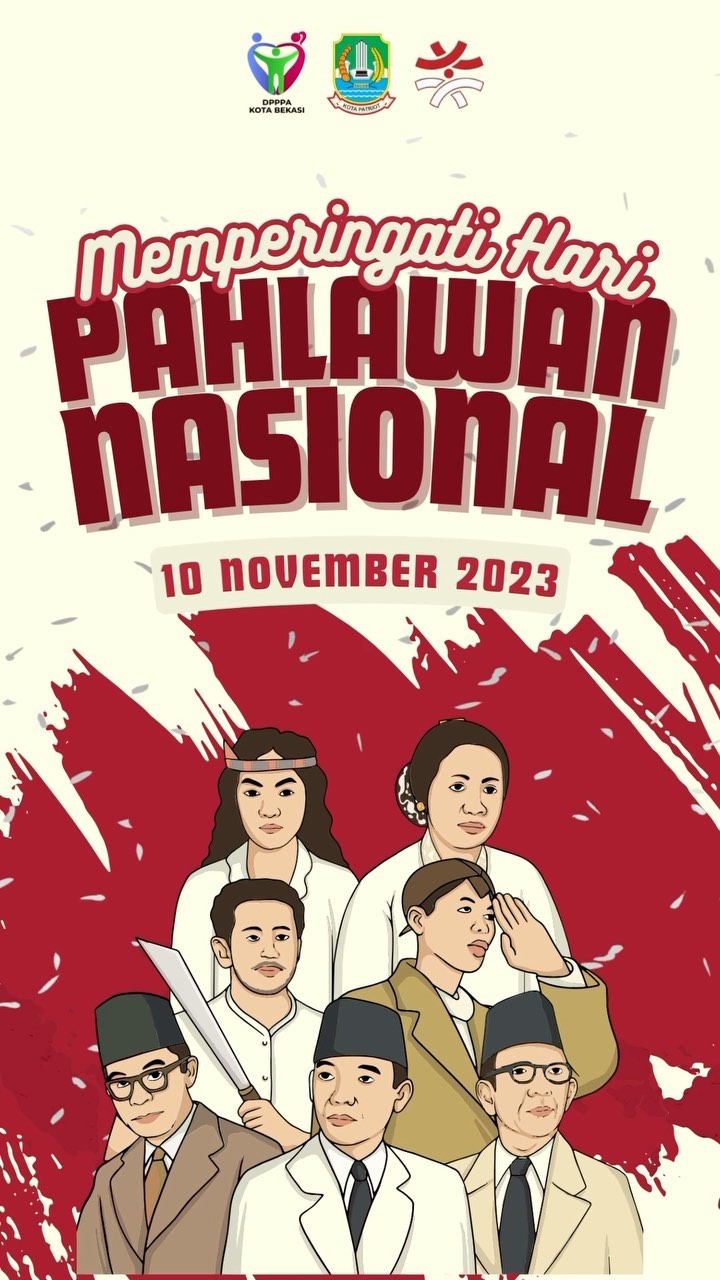 DPPPA
KOTA BEKASI
KOTA PATRIOT
Memperingati Hari
PAHLAWAN
NASIONAL
10 NOVEMBER 2023